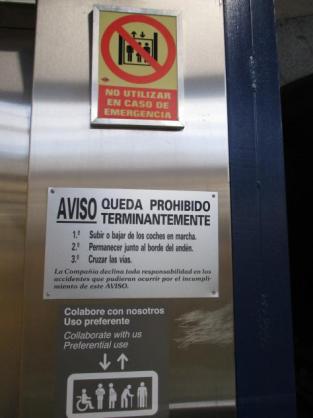 NO UTILIZAR
EN CASO DE
EMERGENCIA
AVISO QUEDA PROHIBIDO
TERMINANTEMENTE
1.º Subir o bajar de los coches en marcha.
2.º Permanecer junto al borde del andén.
3.º Cruzar las vías.
La Compañía declina toda responsabilidad en los
accidentes que pudieran ocurrir por el incumpli-
miento de este AVISO.
Colabore con nosotros
Uso preferente
Collaborate with us
Preferential use